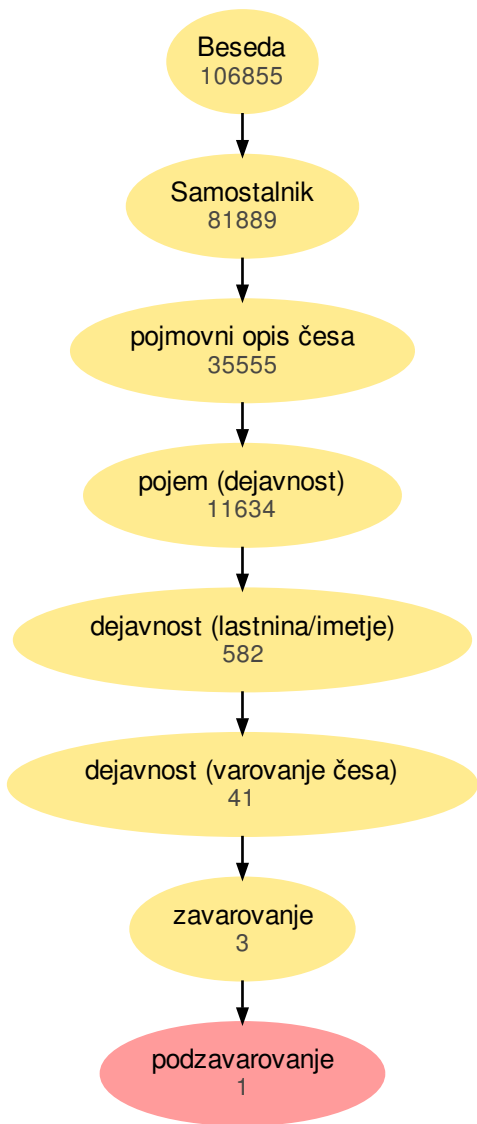 Beseda
106855
Samostalnik
81889
pojmovni opis česa
35555
pojem (dejavnost)
11634
dejavnost (lastnina/imetje)
582
dejavnost (varovanje česa)
41
zavarovanje
3
podzavarovanje
1